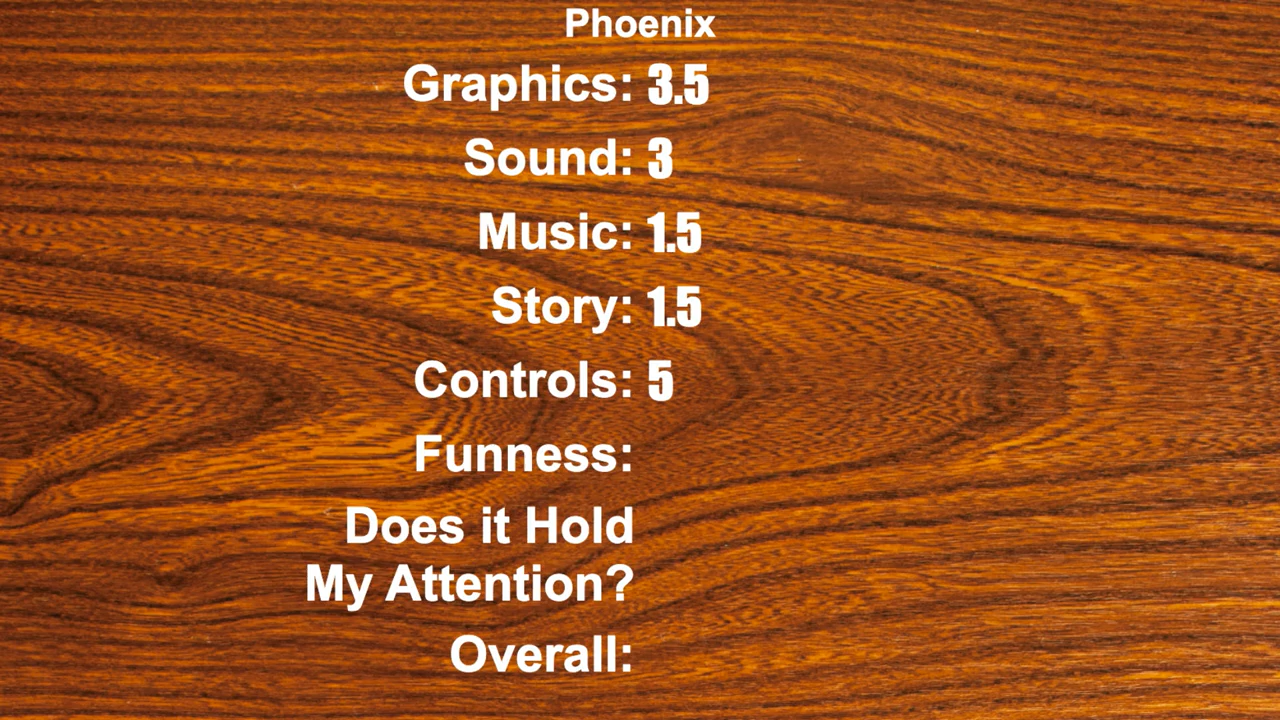 Phoenix
Graphics: 3.5
Sound: 3
Music: 1.5
Story: 1.5
Controls: 5
Funness:
Does it Hold
My Attention?
Overall: